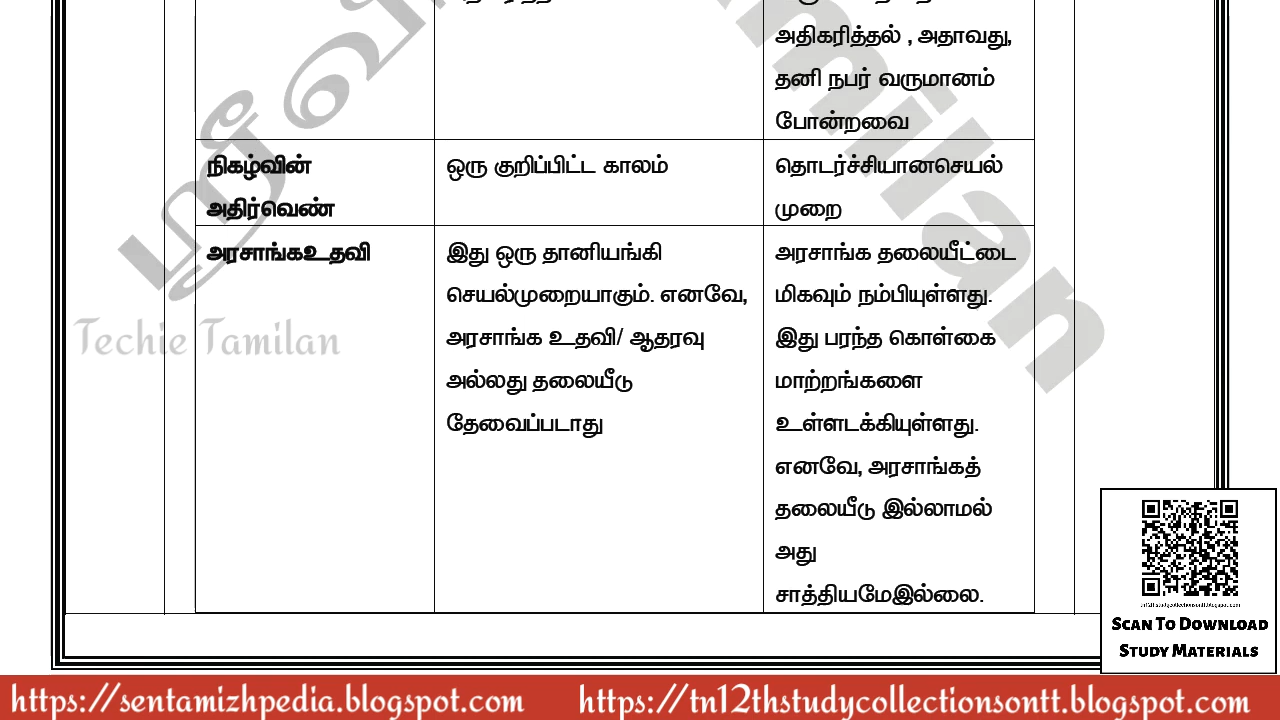 அதிகரித்தல் , அதாவது,
தனி நபர் வருமானம்
போன்றவை
நிகழ்வின்
அதிர்வெண்
ஒரு குறிப்பிட்ட காலம்
தொடர்ச்சியானசெயல்
முறை
அரசாங்கஉதவி
இது ஒரு தானியங்கி
செயல்முறையாகும். எனவே,
அரசாங்க உதவி/ ஆதரவு
அல்லது தலையீடு
தேவைப்படாது
அரசாங்க தலையீட்டை
மிகவும் நம்பியுள்ளது.
இது பரந்த கொள்கை
மாற்றங்களை
உள்ளடக்கியுள்ளது.
எனவே, அரசாங்கத்
தலையீடு இல்லாமல்
அது
சாத்தியமேஇல்லை.
Techie Tamilan
tn12thstudycollectionsontt.blogspot.com
SCAN TO DOWNLOAD
STUDY MATERIALS
https://sentamizhpedia.blogspot.com
https://tn12thstudycollectionsontt.blogspot.com